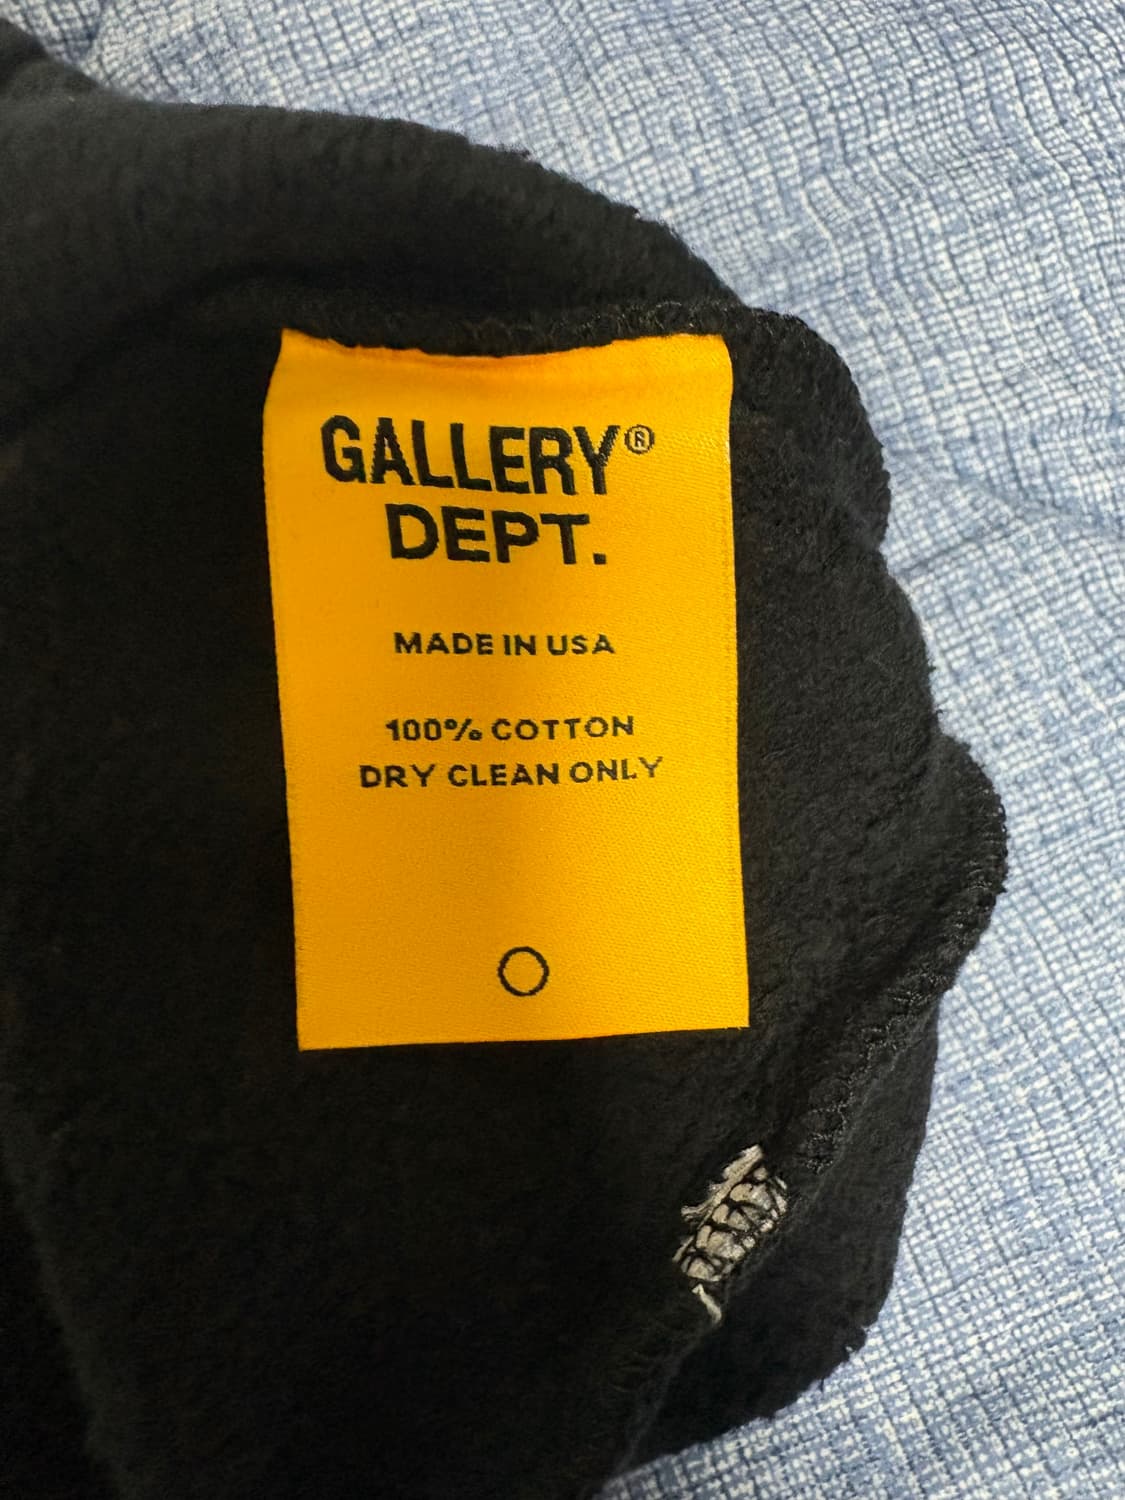 GALLERY®
DEPT.
MADE IN USA
100% COTTON
DRY CLEAN ONLY